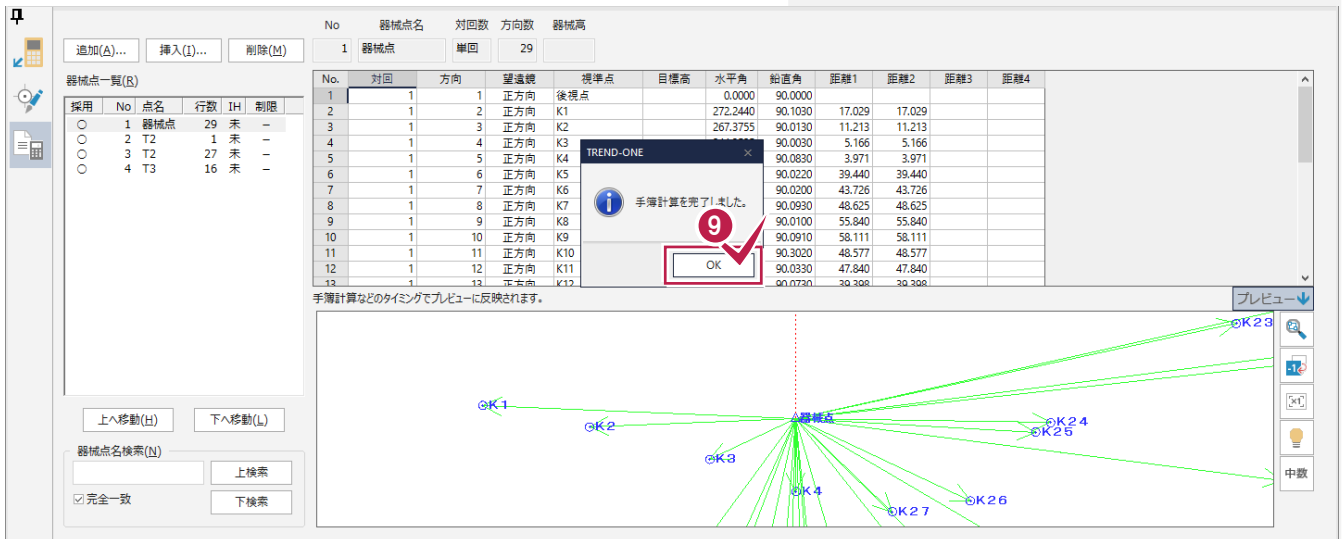 No 器械点名 対回数 方向数 器械高
追加(A)... 挿入(I)... 削除(M)
1 器械点 単回 29
器械点一覧(R)
採用 No 点名 行数 IH 制限
○ 1 器械点 29 未 −
○ 2 T2 1 未 −
○ 3 T2 27 未 −
○ 4 T3 16 未 −
上へ移動(H) 下へ移動(L)
器械点名検索(N)
上検索
完全一致 下検索
No. 対回 方向 望遠鏡 視準点 目標高 水平角 鉛直角 距離1 距離2 距離3 距離4
1 1 1 正方向 後視点 0.0000 90.0000
2 1 2 正方向 K1 272.2440 90.1030 17.029 17.029
3 1 3 正方向 K2 267.3755 90.0130 11.213 11.213
4 1 4 正方向 K3 90.0030 5.166 5.166
5 1 5 正方向 K4 90.0830 3.971 3.971
6 1 6 正方向 K5 90.0220 39.440 39.440
7 1 7 正方向 K6 90.0200 43.726 43.726
8 1 8 正方向 K7 90.0930 48.625 48.625
9 1 9 正方向 K8 90.0100 55.840 55.840
10 1 10 正方向 K9 90.0910 58.111 58.111
11 1 11 正方向 K10 90.3020 48.577 48.577
12 1 12 正方向 K11 90.0330 47.840 47.840
13 1 13 正方向 K12 90.0730 39.398 39.398
TREND-ONE
手簿計算を完了しました。
9
OK
手簿計算などのタイミングでプレビューに反映されます。
プレビュー
K23
K1
器械点
K2
K24
K25
K3
K4
K26
K27
中数